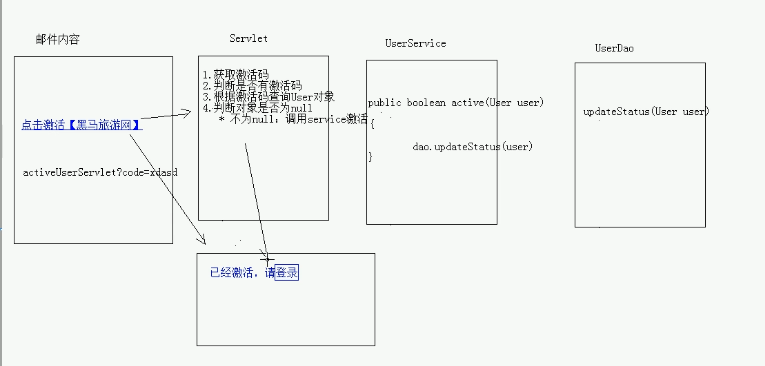 邮件内容
点击激活【黑马旅游网】
activeUserServlet?code=xdasd
Servlet
1.获取激活码
2.判断是否有激活码
3.根据激活码查询User对象
4.判断对象是否为null
* 不为null：调用service激活
UserService
public boolean active(User user)
{
dao.updateStatus(user)
}
UserDao
updateStatus(User user)
已经激活，请登录